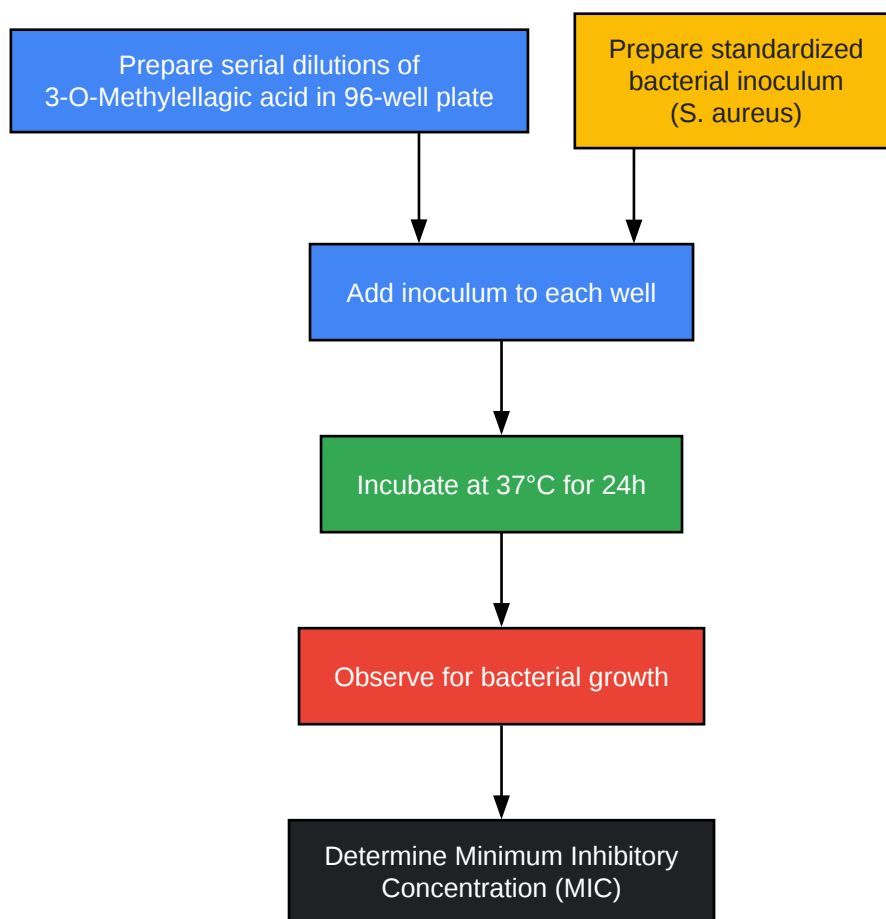 Prepare serial dilutions of
3-O-Methylellagic acid in 96-well plate
Prepare standardized
bacterial inoculum
(S. aureus)
Add inoculum to each well
Incubate at 37°C for 24h
Observe for bacterial growth
Determine Minimum Inhibitory
Concentration (MIC)